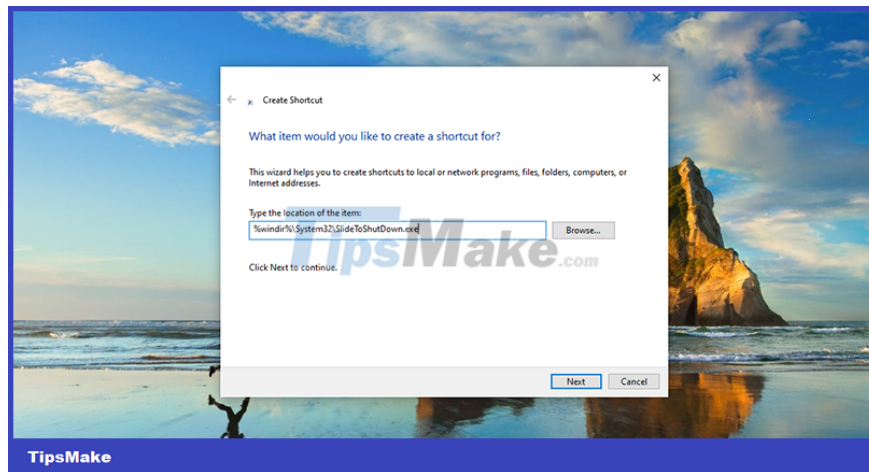 Create Shortcut
What item would you like to create a shortcut for?
This wizard helps you to create shortcuts to local or network programs, files, folders, computers, or
Internet addresses.
Type the location of the item:
%windir%\System32\SlideToShutDown.exe
Browse...
TipsMake.com
Click Next to continue.
Next
Cancel
TipsMake